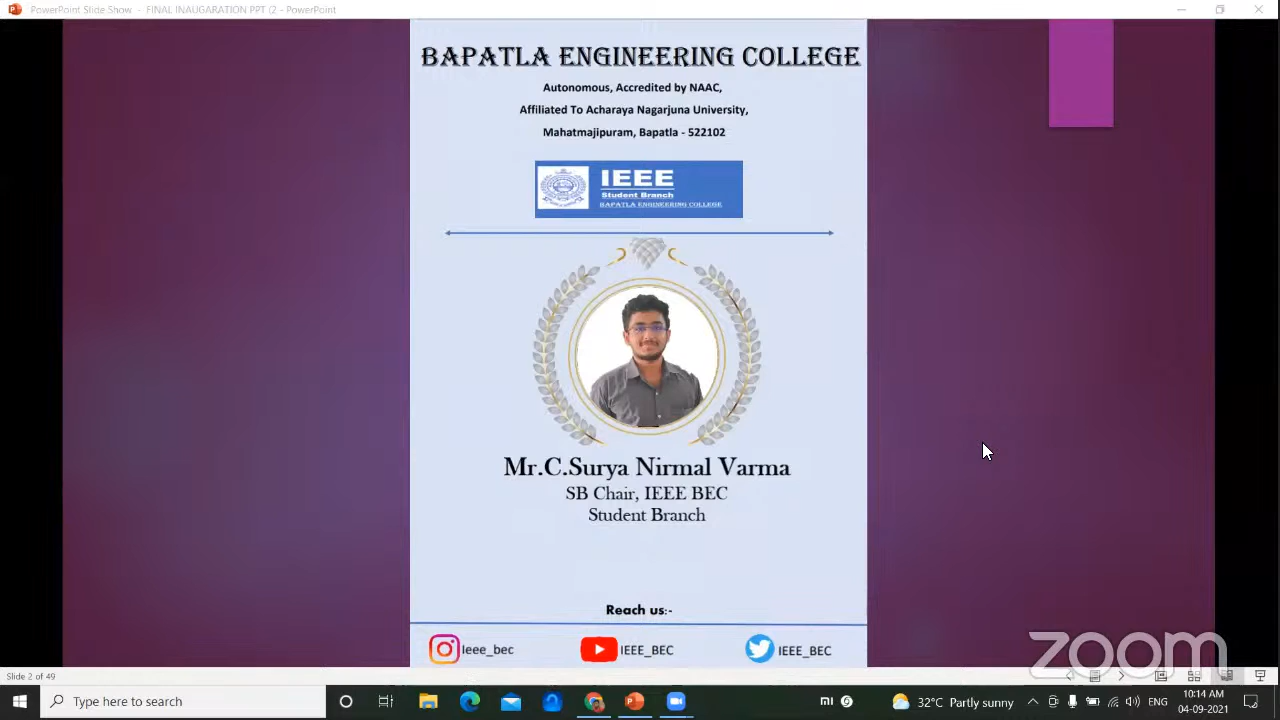 PowerPoint Slide Show - FINAL INAUGARATION PPT (2 - PowerPoint
BAPATLA ENGINEERING COLLEGE
Autonomous, Accredited by NAAC,
Affiliated To Acharaya Nagarjuna University,
Mahatmajipuram, Bapatla - 522102
IEEE
Student Branch
BAPATLA ENGINEERING COLLEGE
Mr.C.Surya Nirmal Varma
SB Chair, IEEE BEC
Student Branch
Reach us:-
Ieee_bec
IEEE_BEC
IEEE_BEC
zoom
Slide 2 of 49
Type here to search
mi
32°C Partly sunny
ENG
10:14 AM
04-09-2021